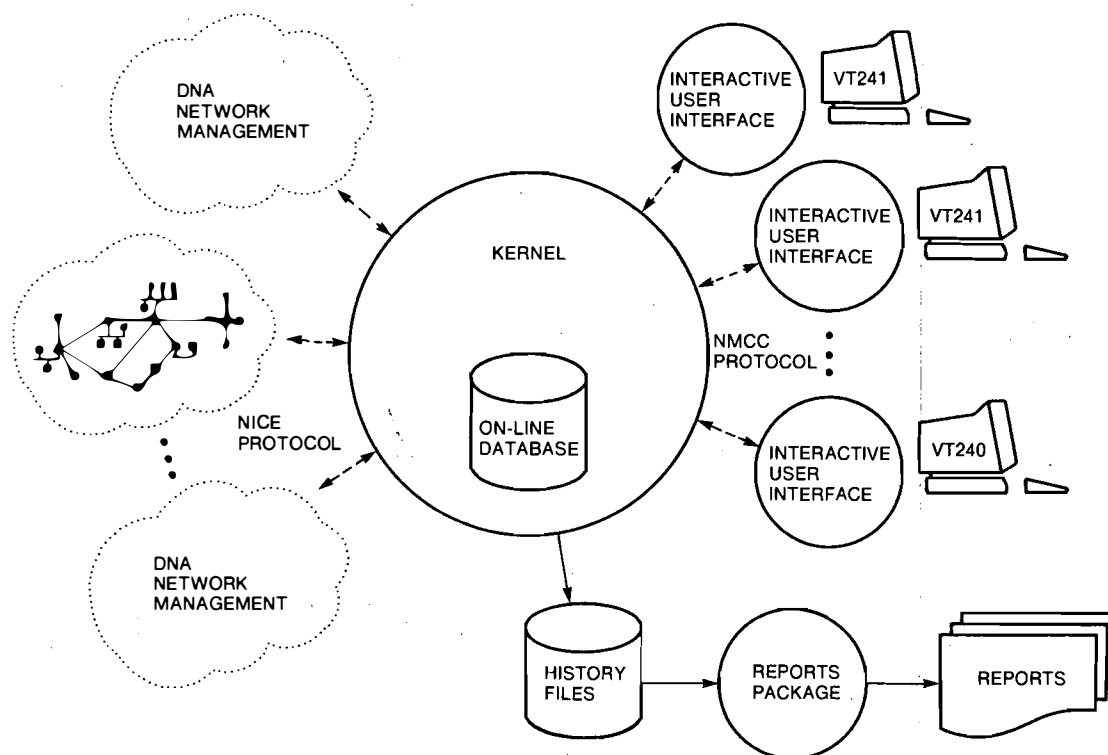 DNA
NETWORK
MANAGEMENT
INTERACTIVE
USER
INTERFACE
VT241
INTERACTIVE
USER
INTERFACE
VT241
KERNEL
NMCC
PROTOCOL
NICE
PROTOCOL
ON-LINE
DATABASE
INTERACTIVE
USER
INTERFACE
VT240
DNA
NETWORK
MANAGEMENT
HISTORY
FILES
REPORTS
PACKAGE
REPORTS